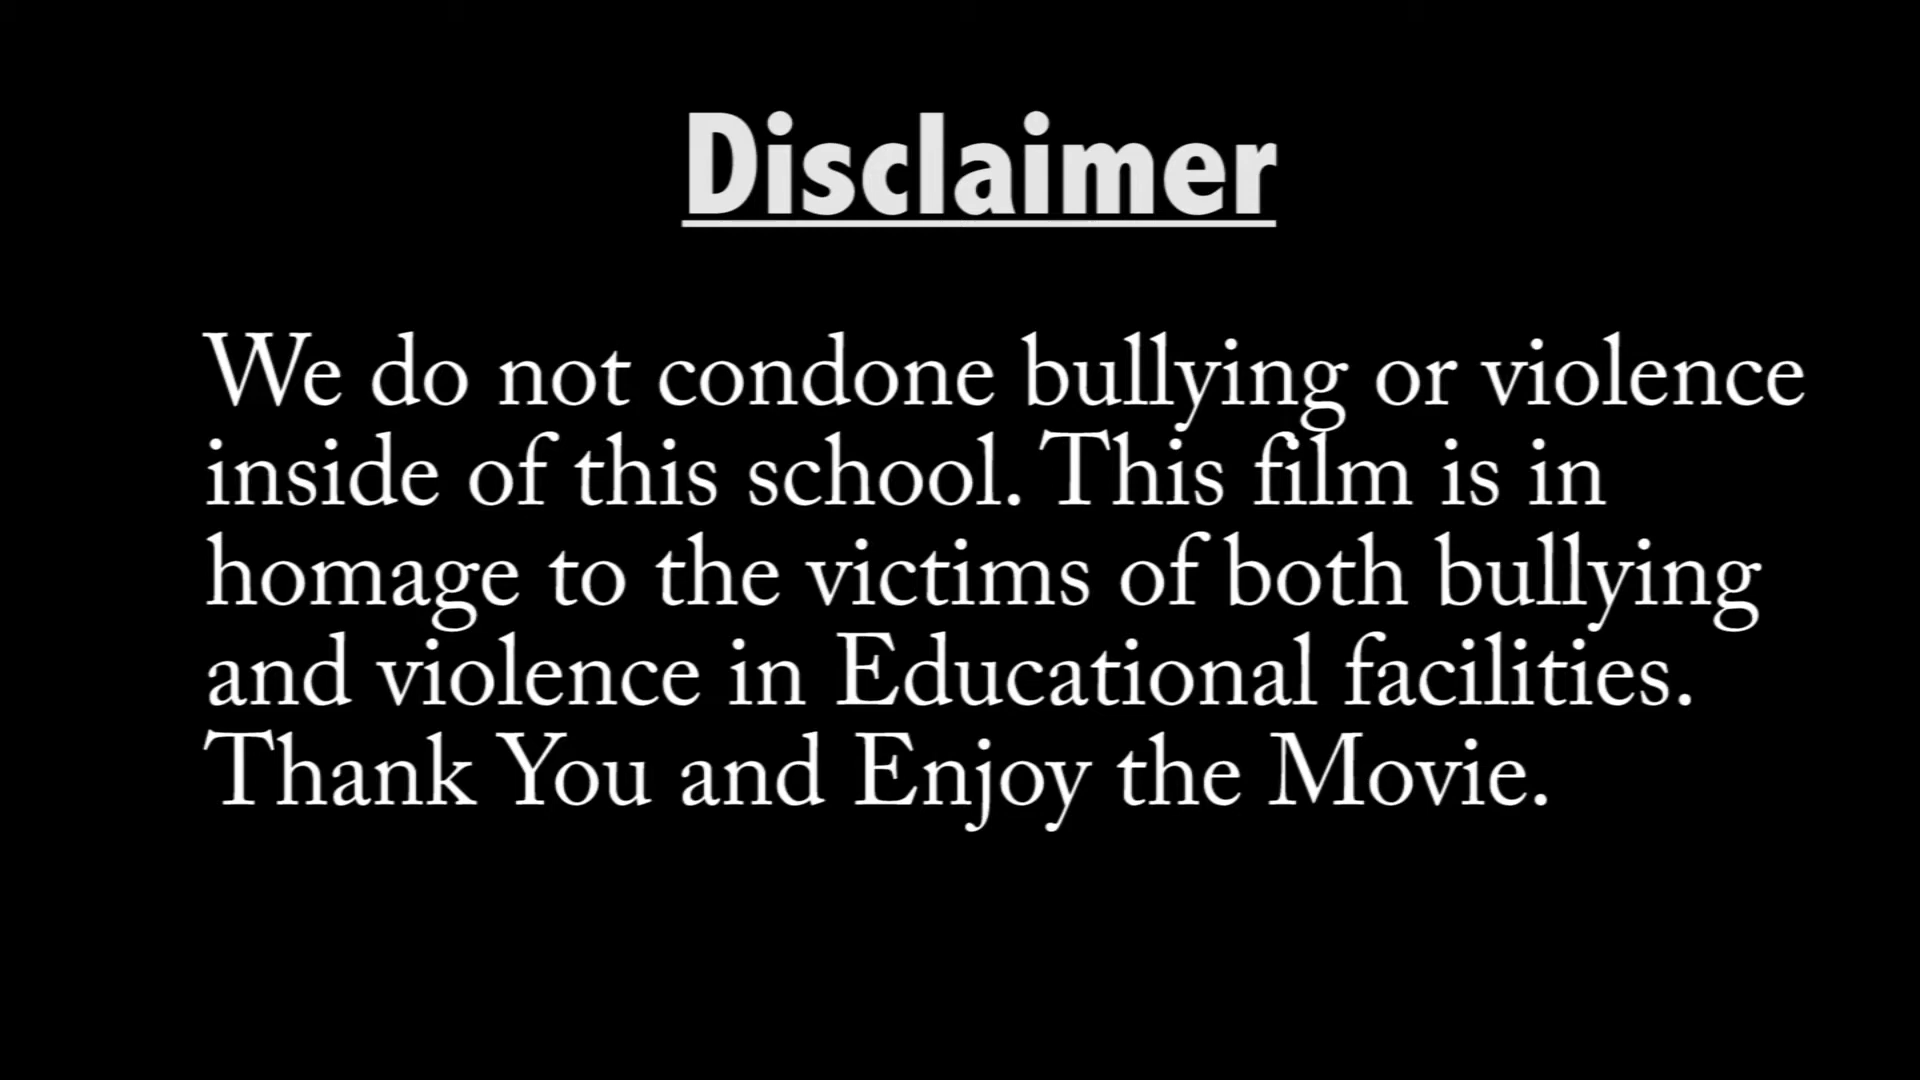 Disclaimer
We do not condone bullying or violence
inside of this school. This film is in
homage to the victims of both bullying
and violence in Educational facilities.
Thank You and Enjoy the Movie.